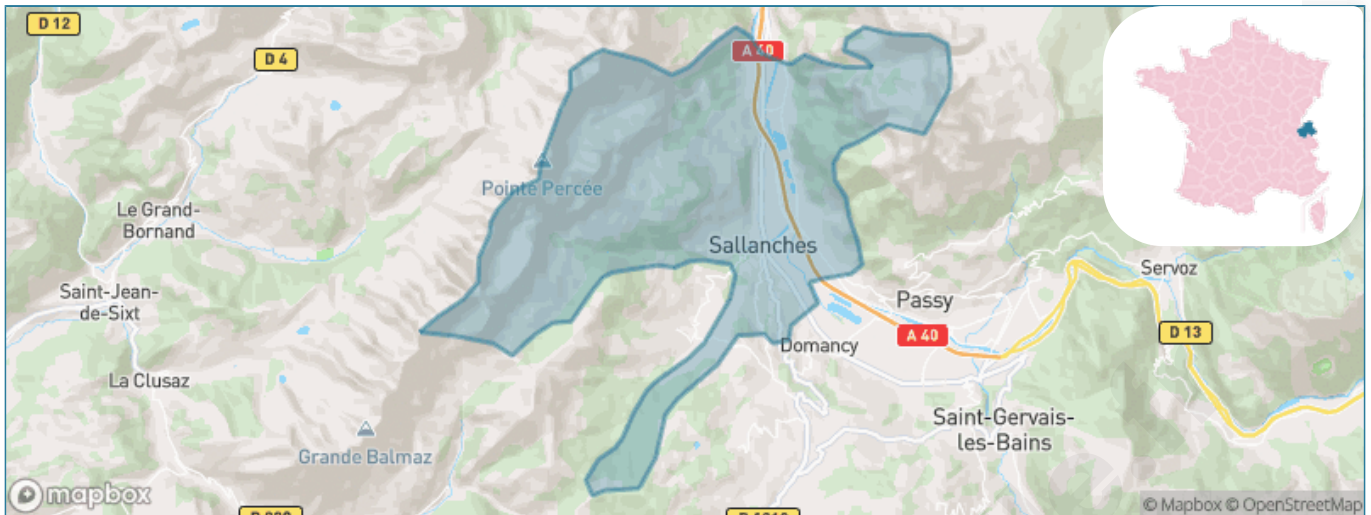 D 12
D 4
A 40
Pointe Percée
Le Grand-
Bornand
Sallanches
Servoz
Saint-Jean-
de-Sixt
Passy
A 40
D 13
Domancy
La Clusaz
Saint-Gervais-
les-Bains
Grande Balmaz
mapbox
© Mapbox © OpenStreetMap